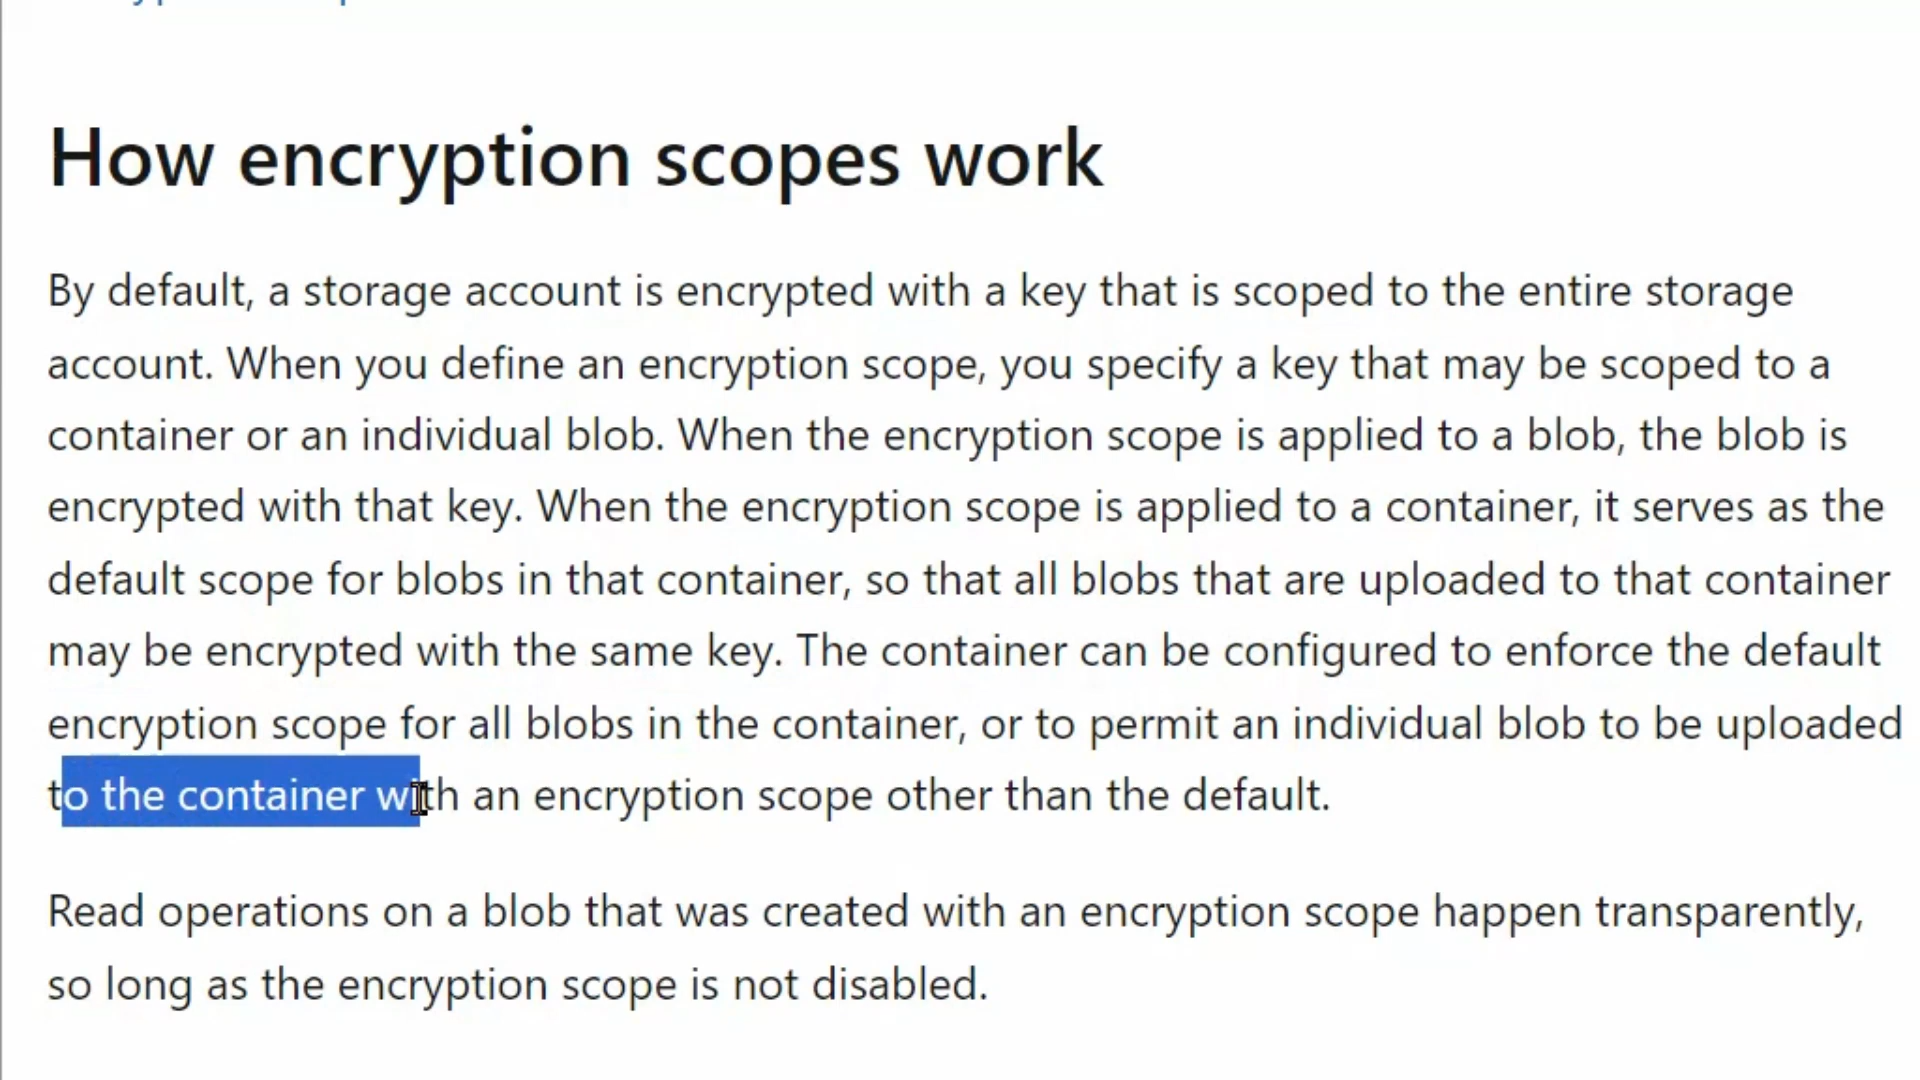 How encryption scopes work
By default, a storage account is encrypted with a key that is scoped to the entire storage
account. When you define an encryption scope, you specify a key that may be scoped to a
container or an individual blob. When the encryption scope is applied to a blob, the blob is
encrypted with that key. When the encryption scope is applied to a container, it serves as the
default scope for blobs in that container, so that all blobs that are uploaded to that container
may be encrypted with the same key. The container can be configured to enforce the default
encryption scope for all blobs in the container, or to permit an individual blob to be uploaded
to the container with an encryption scope other than the default.
Read operations on a blob that was created with an encryption scope happen transparently,
so long as the encryption scope is not disabled.